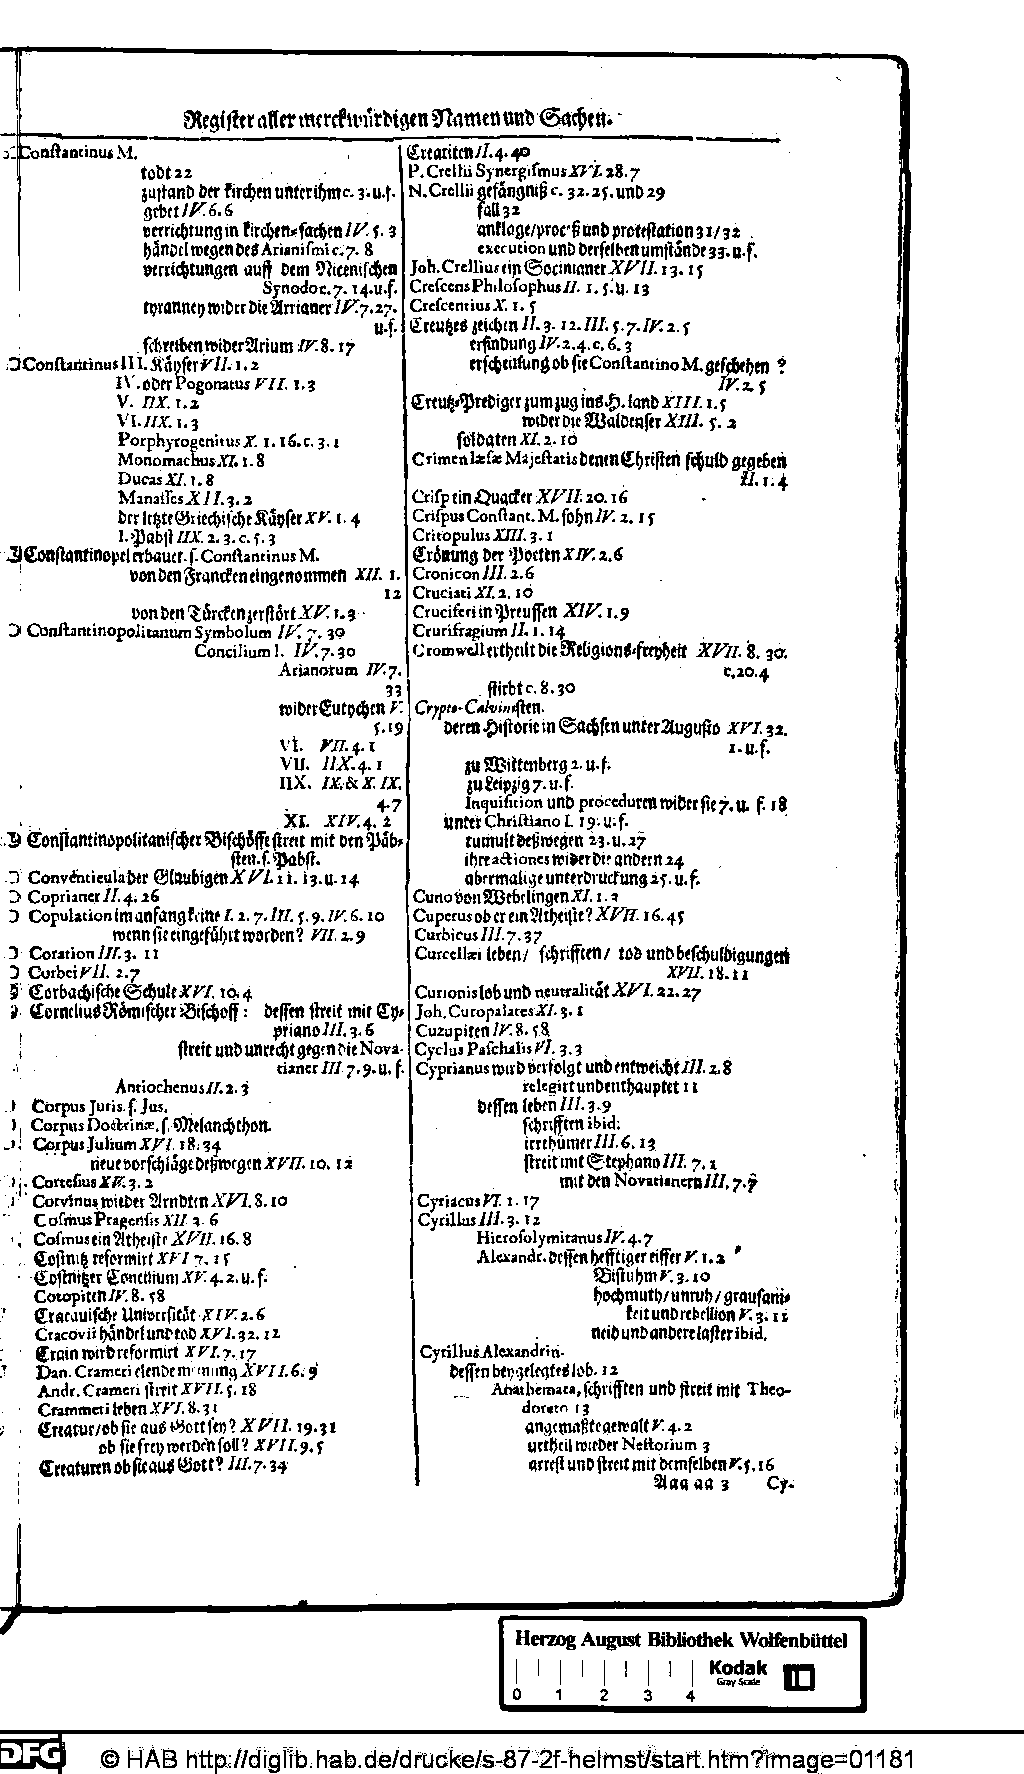 Register aller merckwürdigen Namen und Sachen.
Constantinus M.
todt 22
zustand der kirchen unter ihm c. 3. u. f.
gebet IV. 6. 6
verrichtung in kirchen-sachen IV. 5. 3
händel wegen des Arianismi c. 7. 8
verrichtungen auff dem Nicenischen
Synodo c. 7. 14. u. f.
tyranney wider die Arrianer IV. 7. 27.
u. f.
schreiben wider Arium IV. 8. 17
Constantinus III. Käyser VII. 1. 2
IV. oder Pogonatus VII. 1. 3
V. IIX. 1. 2
VI. IIX. 1. 3
Porphyrogenitus X. 1. 16. c. 3. 1
Monomachus XI. 1. 8
Ducas XI. 1. 8
Manasses XII. 3. 2
der letzte Griechische Käyser XV. 1. 4
I. Pabst IIX. 2. 3. c. 5. 3
Constantinopel erbauet. s. Constantinus M.
von den Francken eingenommen XII. 1.
12
von den Türcken zerstört XV. 1. 3
Constantinopolitanum Symbolum IV. 7. 30
Concilium I. IV. 7. 30
Arianorum IV. 7.
33
wider Eutychen V.
5. 19
VI. VII. 4. 1
VII. IIX. 4. 1
IIX. IX. & X. IX.
4. 7
XI. XIV. 4. 2
Constantinopolitanischer Bischöffe streit mit den Päb-
sten. s. Pabst.
Conventicula der Glaubigen XVI. 11. 13. u. 14
Coprianer II. 4. 26
Copulation im anfang keine I. 2. 7. III. 5. 9. IV. 6. 10
wenn sie eingeführt worden? VII. 2. 9
Coration III. 3. 11
Corbei VII. 2. 7
Corbachische Schule XVI. 10. 4
Cornelius Römischer Bischoff: dessen streit mit Cy-
priano III. 3. 6
streit und unrecht gegen die Nova-
tianer III. 7. 9. u. f.
Antiochenus II. 2. 3
Corpus Juris. s. Jus.
Corpus Doctrinæ. s. Melanchthon.
Corpus Julium XVI. 18. 34
neue vorschläge deßwegen XVII. 10. 12
Cortesius XV. 3. 2
Corvinus wieder Arndten XVI. 8. 10
Cosmus Pragensis XII 3. 6
Cosmus ein Atheiste XVII. 16. 8
Costnitz reformirt XVI 7. 15
Costnitzer Concilium XV. 4. 2. u. f.
Cotopiten IV. 8. 58
Cracauische Universität XIV. 2. 6
Cracovii händel und tod XVI. 32. 12
Crain wird reformirt XVI. 7. 17
Dan. Crameri elende meinung XVII. 6. 9
Andr. Crameri streit XVII. 5. 18
Crammeri leben XVI. 8. 31
Creatur/ ob sie aus Gott sey? XVII. 19. 31
ob sie frey werden soll? XVII. 9. 5
Creaturen ob sie aus Gott? III. 7. 34
Creatiten II. 4. 40
P. Crellii Synergismus XVI. 28. 7
N. Crellii gefängniß c. 32. 25. und 29
fall 32
anklage/ proceß und protestation 31/32
execution und derselben umstände 33. u. f.
Joh. Crellius ein Socinianer XVII. 13. 15
Crescens Philosophus II. 1. 5. u. 13
Crescentius X. 1. 5
Creutzes zeichen II. 3. 12. III. 5. 7. IV. 2. 5
erfindung IV. 2. 4. c. 6. 3
erscheinung ob sie Constantino M. geschehen?
IV. 2. 5
Creutz-Prediger zum zug ins H. land XIII. 1. 5
wider die Waldenser XIII. 5. 2
soldaten XI. 2. 10
Crimen læsæ Majestatis denen Christen schuld gegeben
II. 1. 4
Crisp ein Quacker XVII. 20. 16
Crispus Constant. M. sohn IV. 2. 15
Critopulus XIII. 3. 1
Crönung der Poeten XIV. 2. 6
Cronicon III. 2. 6
Cruciati XI. 2. 10
Cruciferi in Preussen XIV. 1. 9
Crurifragium II. 1. 14
Cromwell ertheilt die Religions-freyheit XVII. 8. 30.
c. 20. 4
stirbt c. 8. 30
Crypto-Calvinisten.
deren Historie in Sachsen unter Augusto XVI. 32.
1. u. f.
zu Wittenberg 2. u. f.
zu Leipzig 7. u. f.
Inquisition und proceduren wider sie 7. u. f. 18
unter Christiano I. 19. u. f.
tumult deßwegen 23. u. 27
ihre actiones wider die andern 24
abermalige unterdruckung 25. u. f.
Cuno von Webelingen XI. 1. 2
Cuperus ob er ein Atheiste? XVII. 16. 45
Curbicus III. 7. 37
Curcellæi leben/ schrifften/ tod und beschuldigungen
XVII. 18. 11
Curionis lob und neutralität XVI. 22. 27
Joh. Curopalates XI. 3. 1
Cuzupiten IV. 8. 58
Cyclus Paschalis VI. 3. 3
Cyprianus wird verfolgt und entweicht III. 2. 8
relegirt und enthauptet 11
dessen leben III. 3. 9
schrifften ibid.
irrthümer III. 6. 13
streit mit Stephano III. 7. 1
mit den Novatianern III. 7. 9
Cyriacus VI. 1. 17
Cyrillus III. 3. 12
Hierosolymitanus IV. 4. 7
Alexandr. dessen hefftiger eiffer V. 1. 2
Bistuhm V. 3. 10
hochmuth/ unruh/ grausam-
keit und rebellion V. 3. 11
neid und andere laster ibid.
Cyrillus Alexandrin.
dessen beygelegtes lob. 12
Anathemata, schrifften und streit mit Theo-
doreto 13
angemaßte gewalt V. 4. 2
urtheil wieder Nestorium 3
arrest und streit mit demselben V. 5. 16
Aaa aa 3 Cy-
Herzog August Bibliothek Wolfenbüttel
Kodak
Gray Scale
0 1 2 3 4
DFG © HAB http://diglib.hab.de/drucke/s-87-2f-helmst/start.htm?image=01181